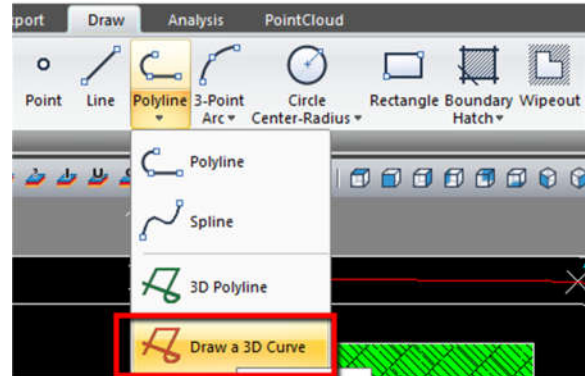 Draw
Analysis
PointCloud
Point
Line
Polyline
3-Point
Arc
Circle
Center-Radius
Rectangle
Boundary
Hatch
Wipeout
Polyline
Spline
3D Polyline
Draw a 3D Curve